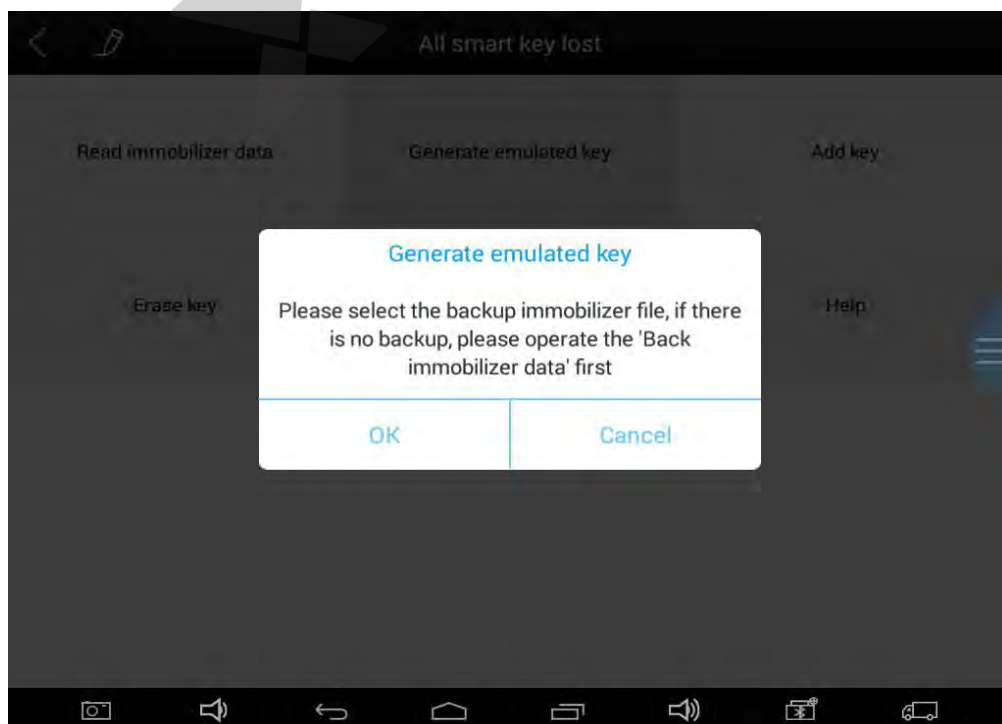 All smart key lost
Read immobilizer data
Generate emulated key
Add key
Generate emulated key
Erase key
Help
Please select the backup immobilizer file, if there
is no backup, please operate the 'Back
immobilizer data' first
OK
Cancel